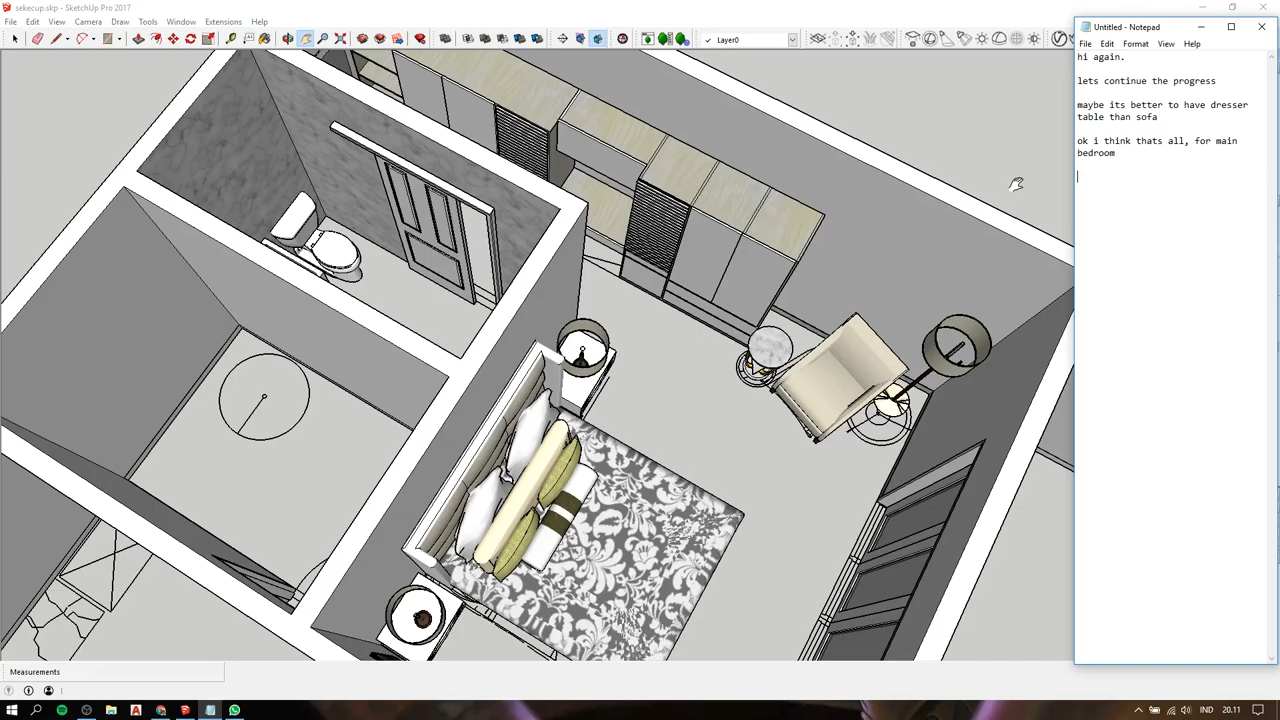 sekecup.skp - SketchUp Pro 2017
File Edit View Camera Draw Tools Window Extensions Help
Layer0
Untitled - Notepad
File Edit Format View Help
hi again.
lets continue the progress
maybe its better to have dresser
table than sofa
ok i think thats all, for main
bedroom
Measurements
IND 20.11